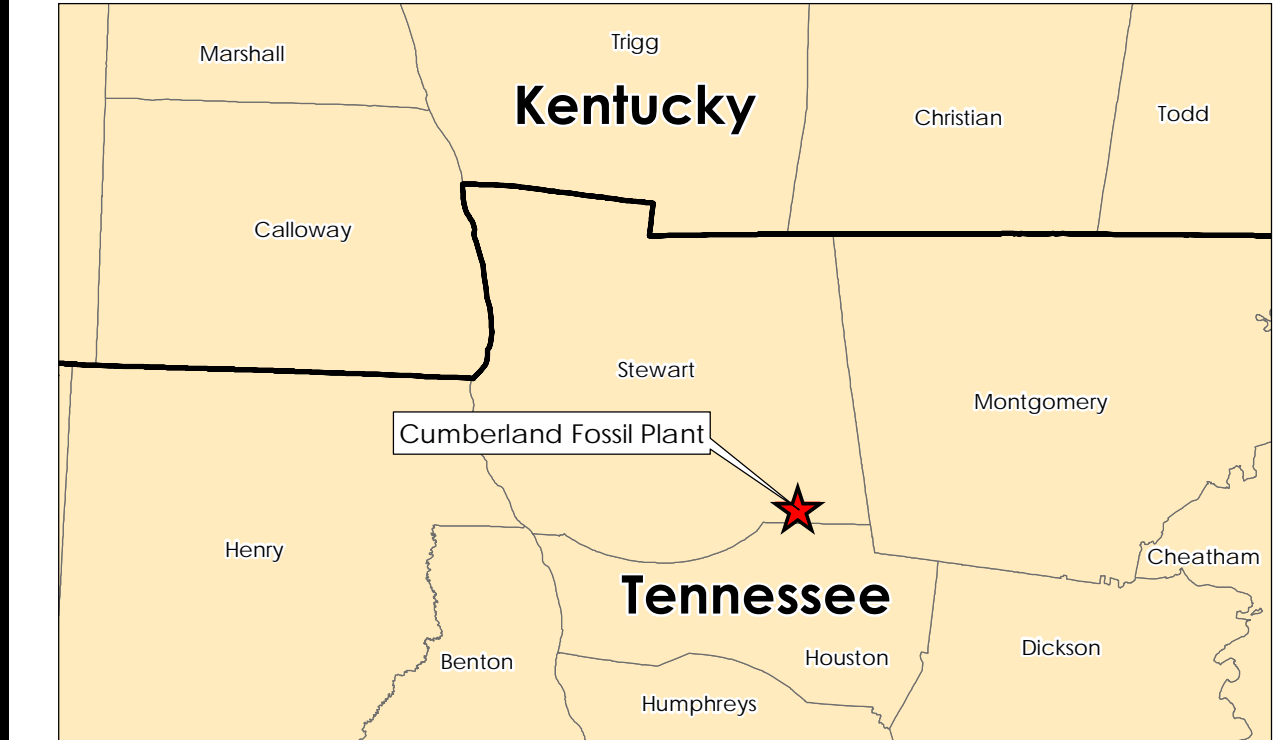 Trigg
Marshall
Kentucky
Christian
Todd
Calloway
Stewart
Montgomery
Cumberland Fossil Plant
Henry
Cheatham
Tennessee
Dickson
Houston
Benton
Humphreys